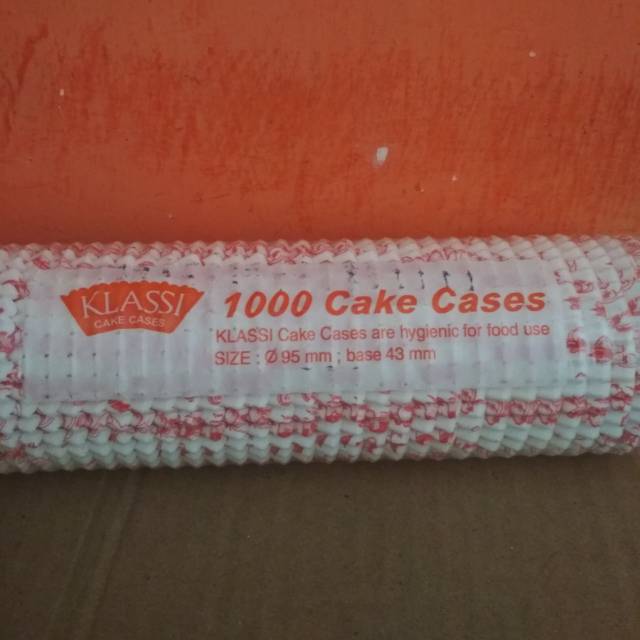 KLASSI
CAKE CASES
1000 Cake Cases
KLASSI Cake Cases are hygienic for food use
SIZE : Ø 95 mm ; base 43 mm